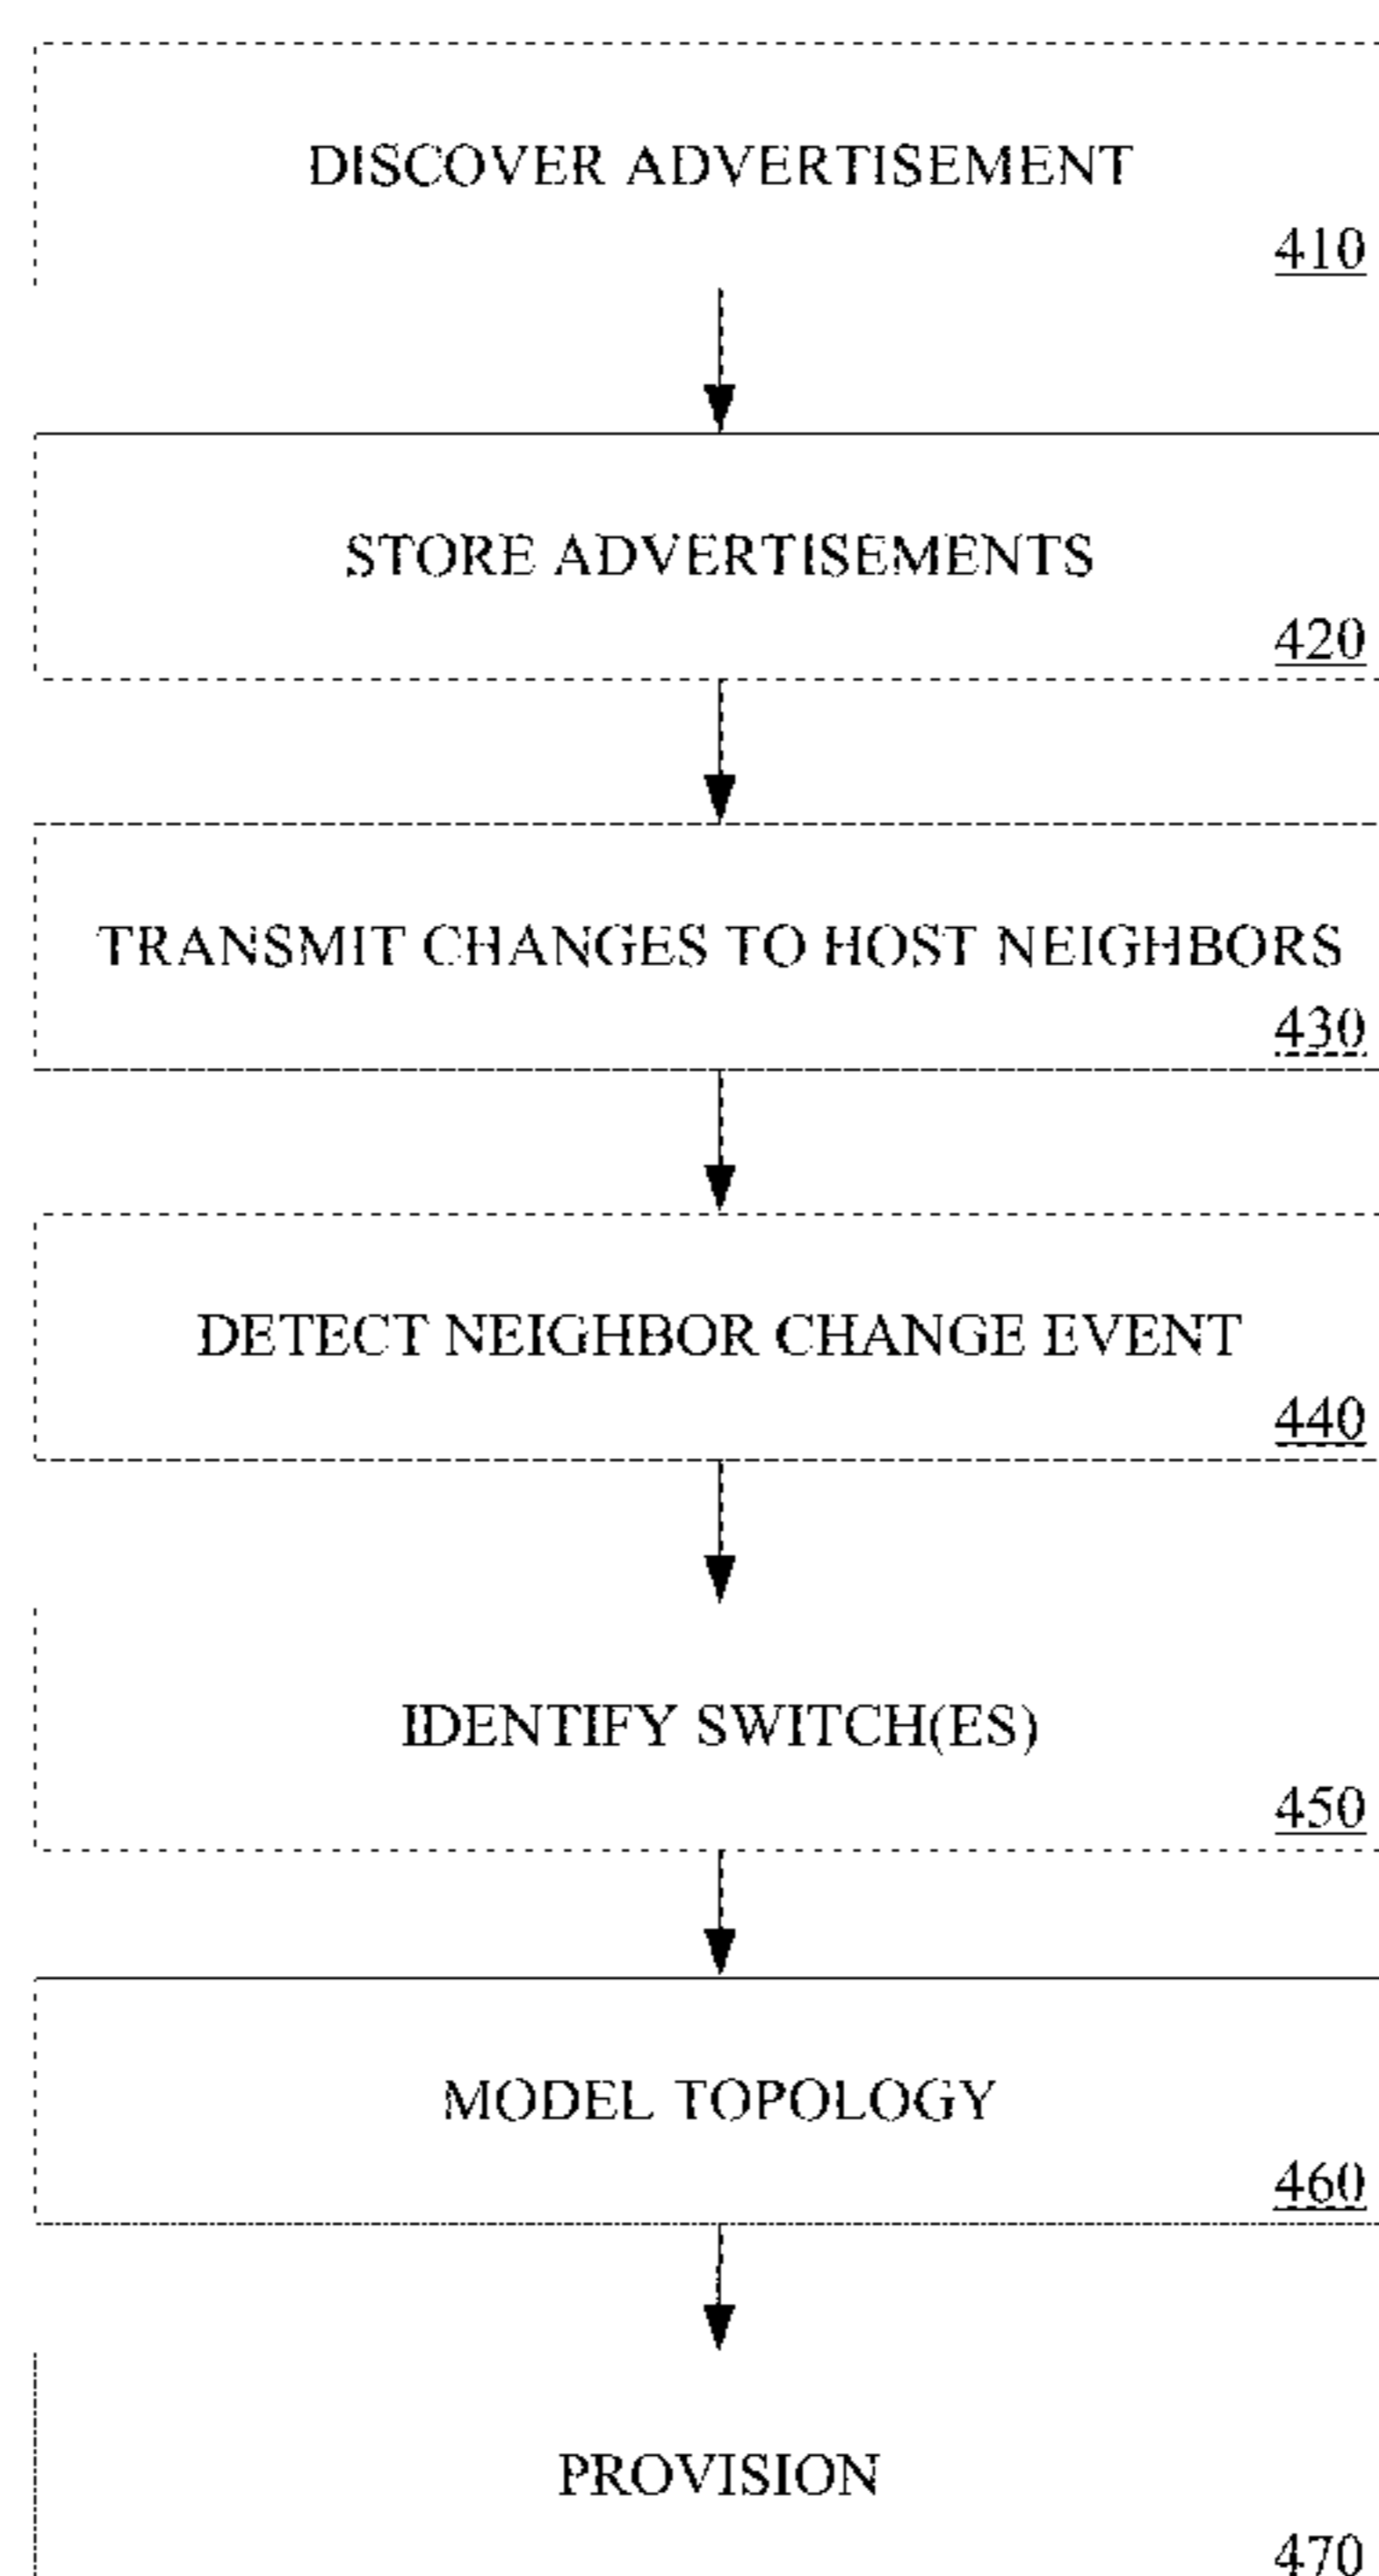 DISCOVER ADVERTISEMENT
410
STORE ADVERTISEMENTS
420
TRANSMIT CHANGES TO HOST NEIGHBORS
430
DETECT NEIGHBOR CHANGE EVENT
440
IDENTIFY SWITCH(ES)
450
MODEL TOPOLOGY
460
PROVISION
470